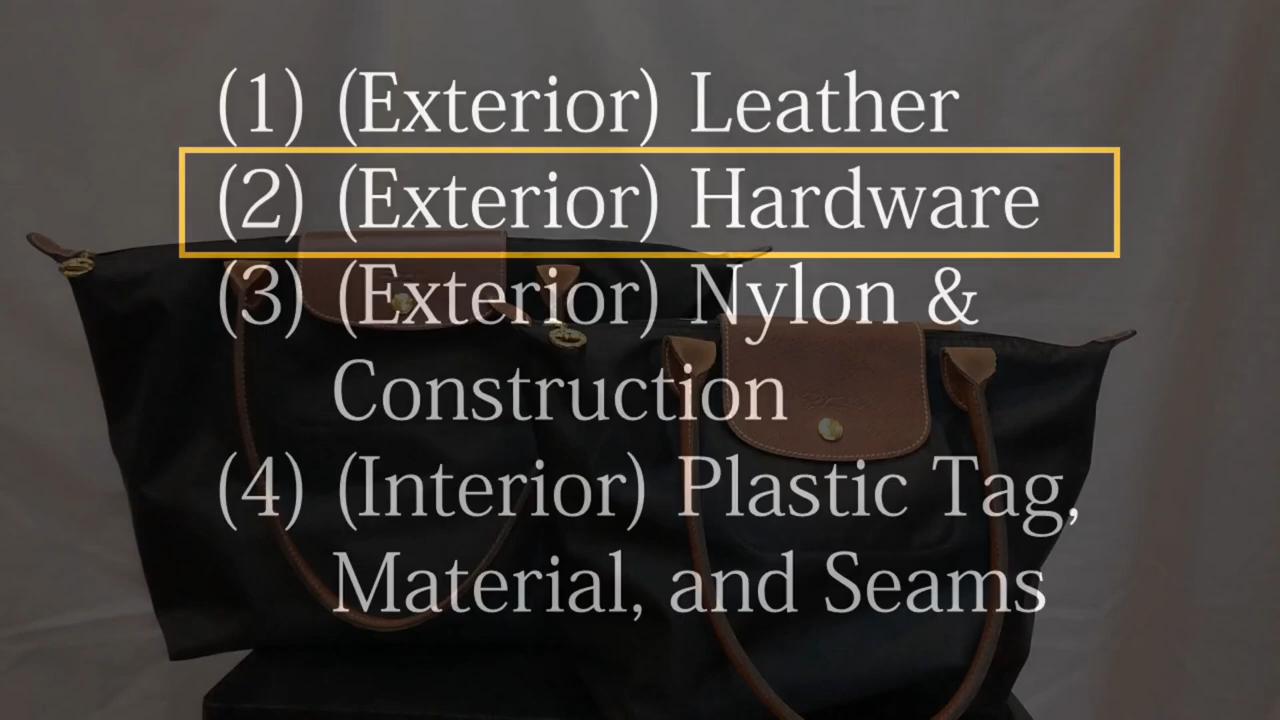 (1) (Exterior) Leather
(2) (Exterior) Hardware
(3) (Exterior) Nylon &
Construction
(4) (Interior) Plastic Tag,
Material, and Seams